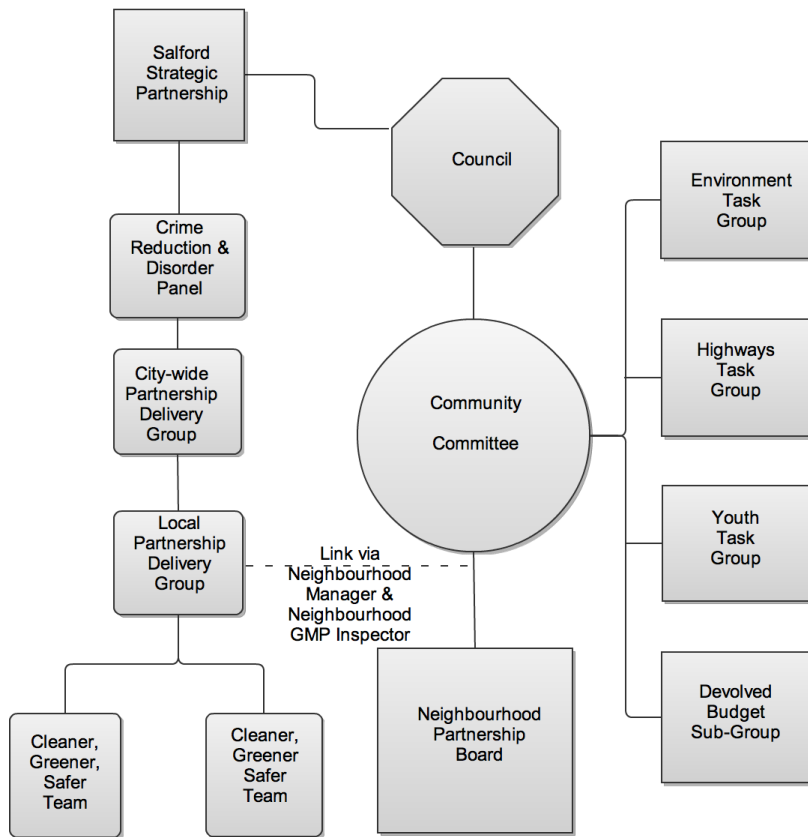 Salford
Strategic
Partnership
Council
Environment
Task
Group
Crime
Reduction &
Disorder
Panel
City-wide
Partnership
Delivery
Group
Community
Committee
Highways
Task
Group
Local
Partnership
Delivery
Group
Link via
Neighbourhood
Manager &
Neighbourhood
GMP Inspector
Youth
Task
Group
Cleaner,
Greener,
Safer
Team
Cleaner,
Greener
Safer
Team
Neighbourhood
Partnership
Board
Devolved
Budget
Sub-Group